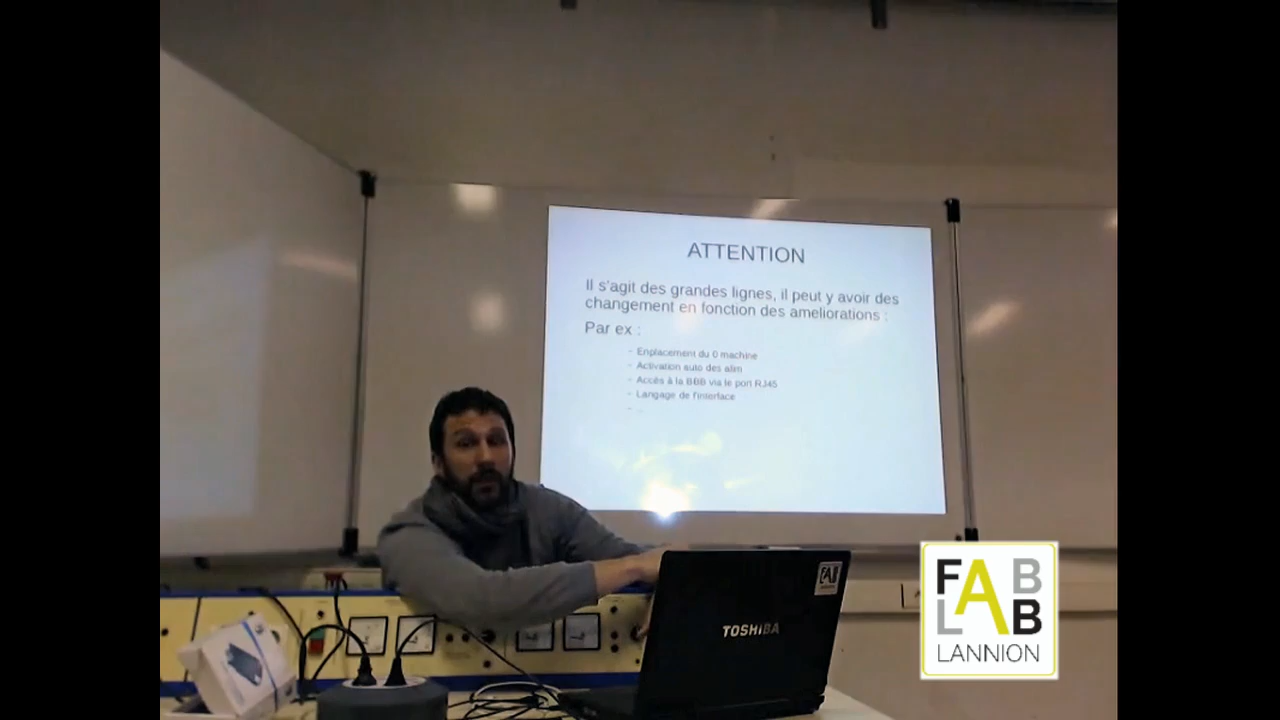 ATTENTION
Il s'agit des grandes lignes, il peut y avoir des
changement en fonction des ameliorations :
Par ex :
- Enplacement du 0 machine
- Activation auto des alim
- Accès à la BBB via le port RJ45
- Langage de l'interface
- ...
FAB
TOSHIBA
FAB
LAB
LANNION